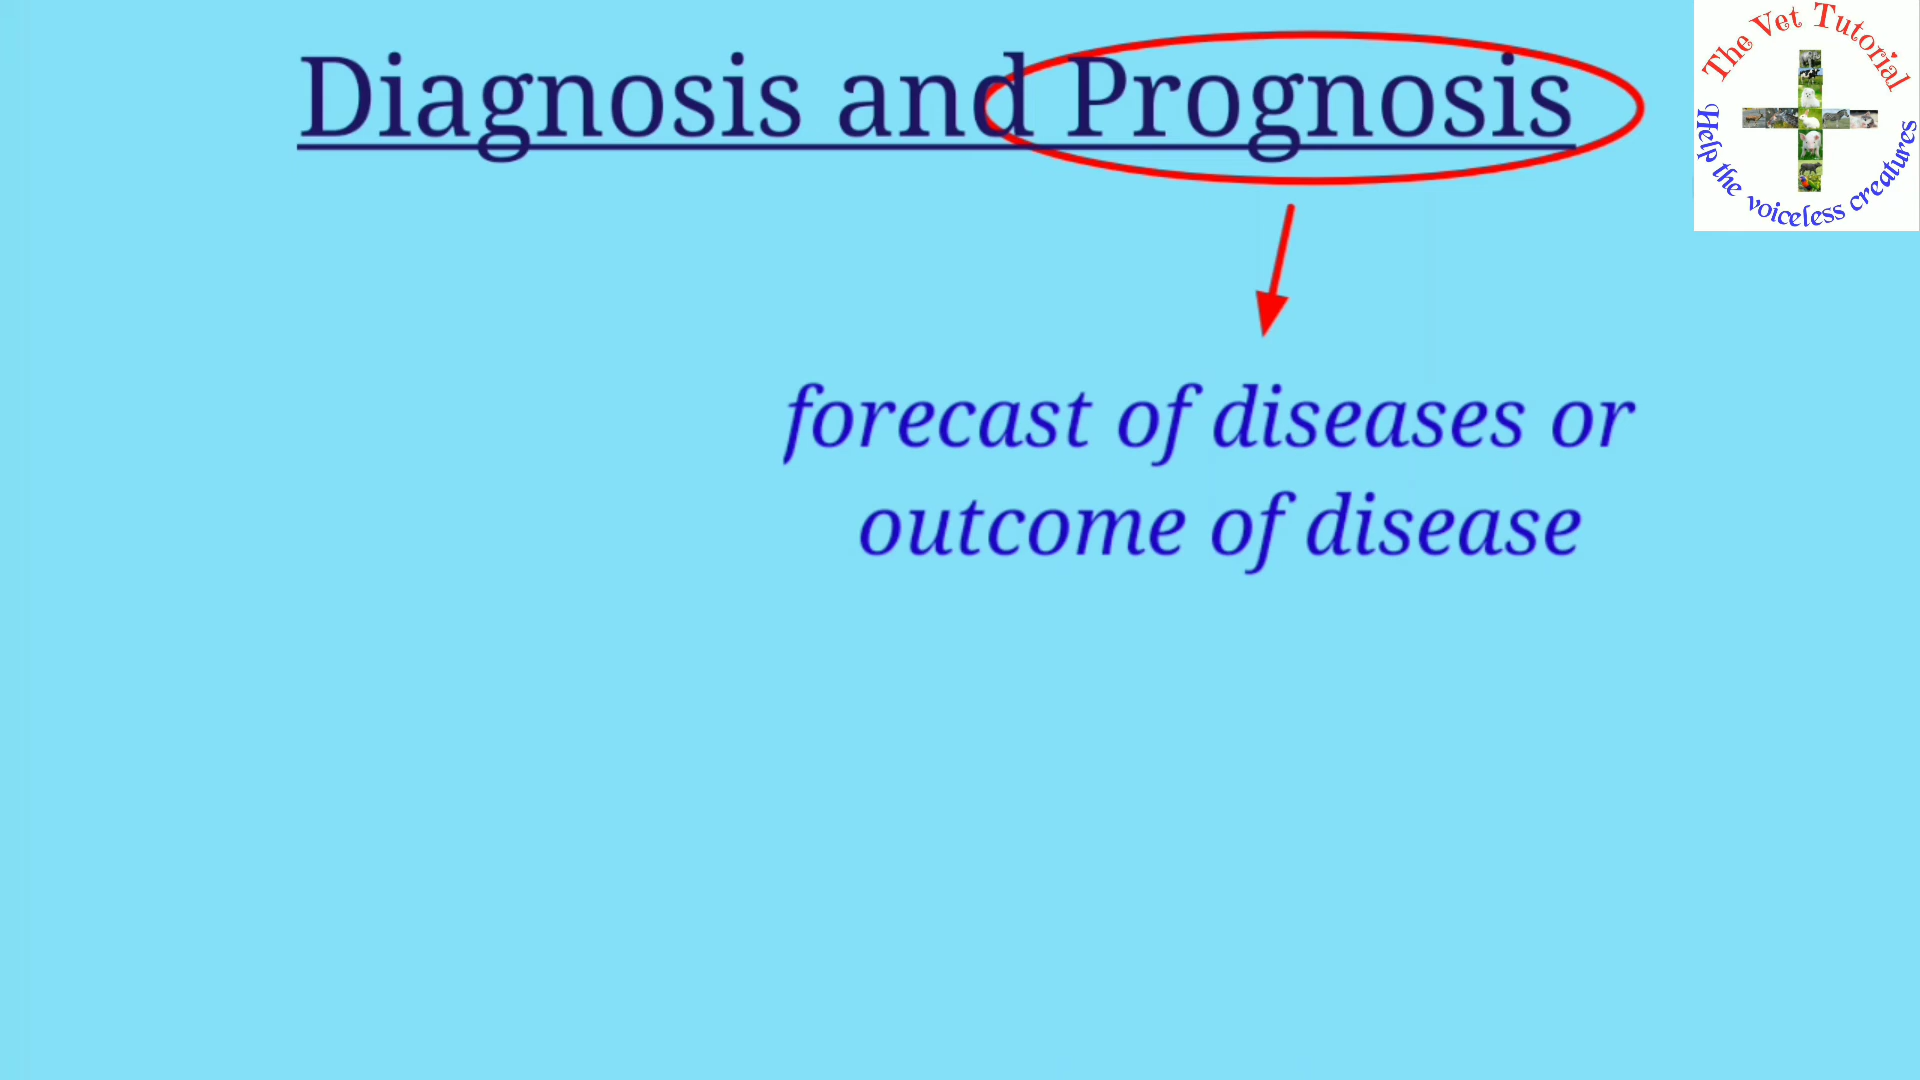 Diagnosis and Prognosis
The Vet Tutorial
Help the voiceless creatures
forecast of diseases or
outcome of disease